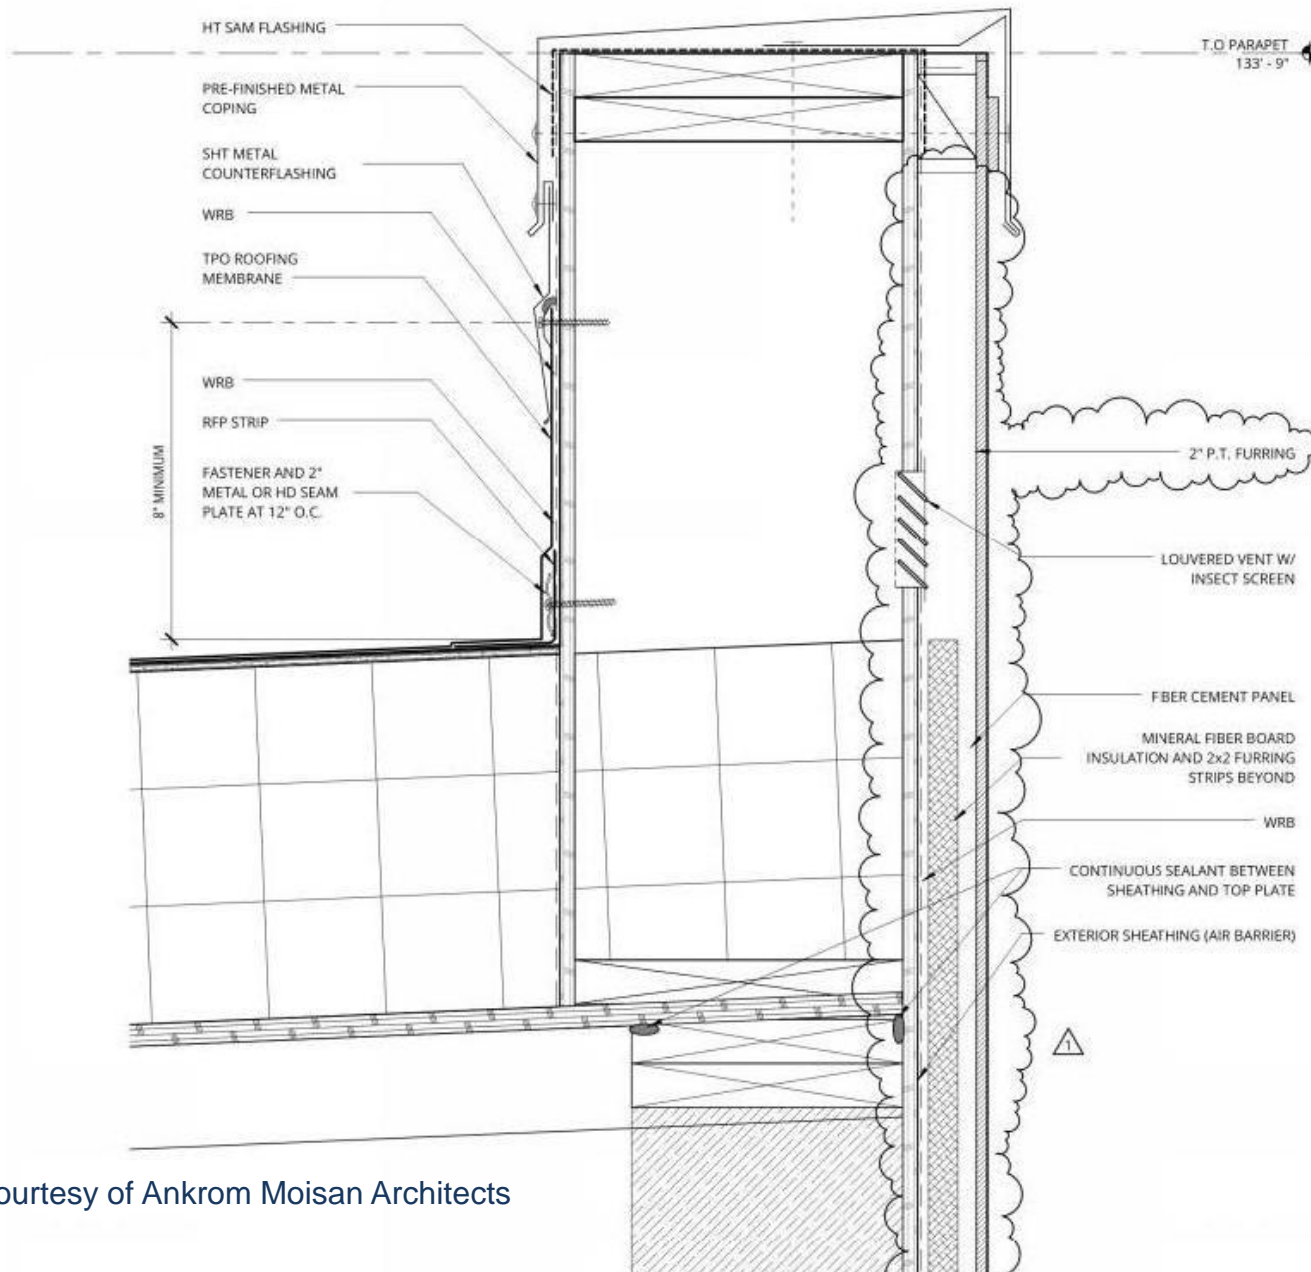 HT SAM FLASHING
PRE-FINISHED METAL
COPING
SHT METAL
COUNTERFLASHING
WRB
TPO ROOFING
MEMBRANE
WRB
RFP STRIP
FASTENER AND 2"
METAL OR HD SEAM
PLATE AT 12" O.C.
8" MINIMUM
T.O PARAPET
133' - 9"
2" P.T. FURRING
LOUVERED VENT W/
INSECT SCREEN
FIBER CEMENT PANEL
MINERAL FIBER BOARD
INSULATION AND 2x2 FURRING
STRIPS BEYOND
WRB
CONTINUOUS SEALANT BETWEEN
SHEATHING AND TOP PLATE
EXTERIOR SHEATHING (AIR BARRIER)
1
ourtesy of Ankrom Moisan Architects